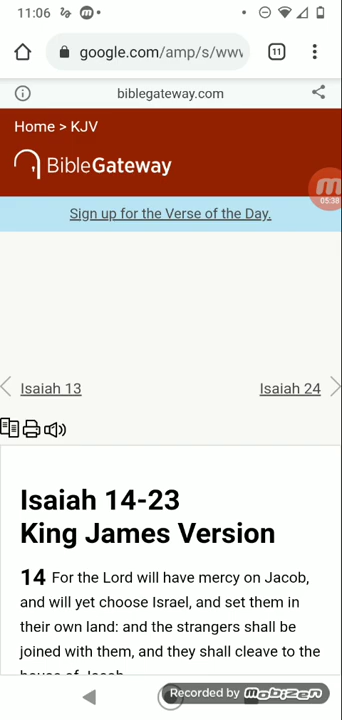 11:06
11
google.com/amp/s/www
biblegateway.com
Home > KJV
BibleGateway
05:38
Sign up for the Verse of the Day.
Isaiah 13
Isaiah 24
Isaiah 14-23
King James Version
14 For the Lord will have mercy on Jacob,
and will yet choose Israel, and set them in
their own land: and the strangers shall be
joined with them, and they shall cleave to the
house of Jacob.
Recorded by mobizen